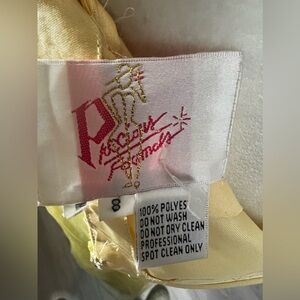 Precious
Formals
8
100% POLYES
DO NOT WASH
DO NOT DRY CLEAN
PROFESSIONAL
SPOT CLEAN ONLY